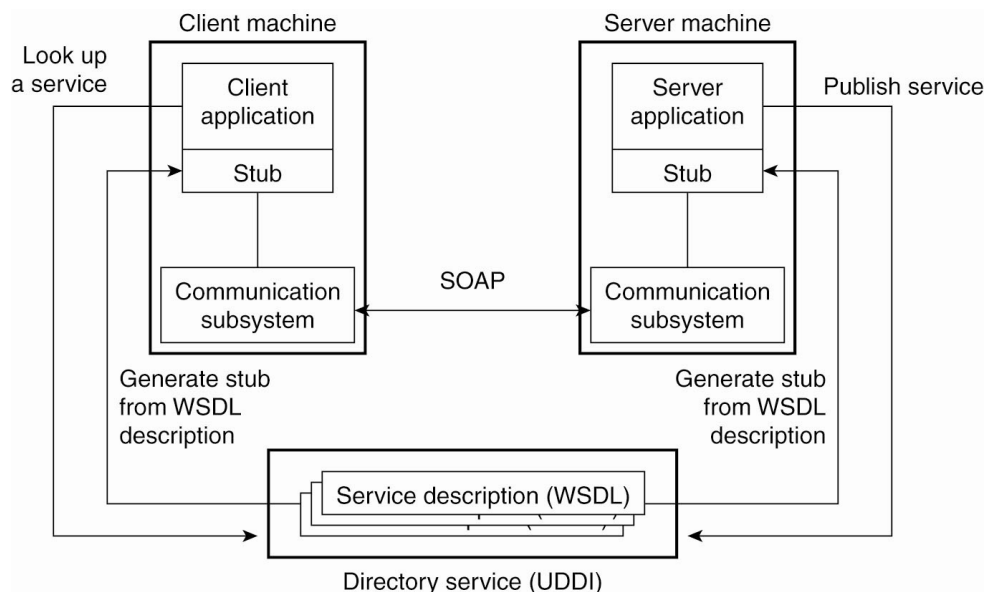 Client machine
Server machine
Look up
a service
Client
application
Stub
Communication
subsystem
Server
application
Stub
Communication
subsystem
Publish service
SOAP
Generate stub
from WSDL
description
Generate stub
from WSDL
description
Service description (WSDL)
Directory service (UDDI)